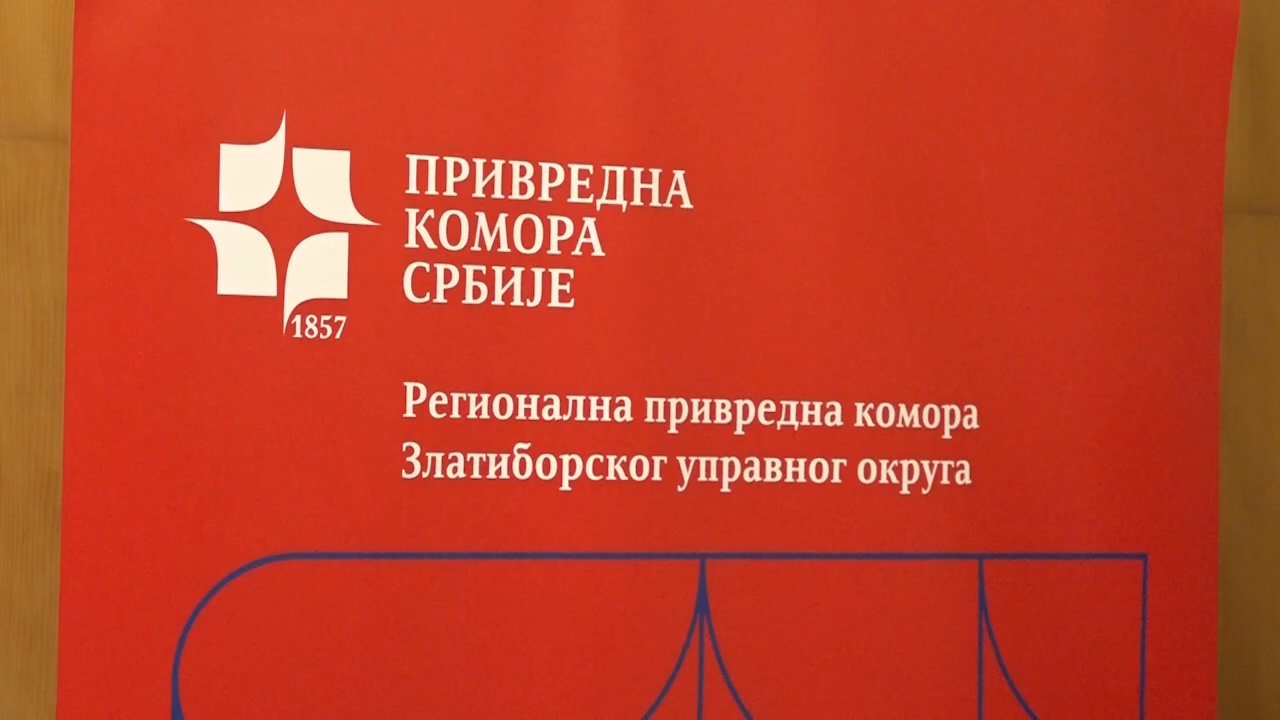 ПРИВРЕДНА
КОМОРА
СРБИЈЕ
1857
Регионална привредна комора
Златиборског управног округа